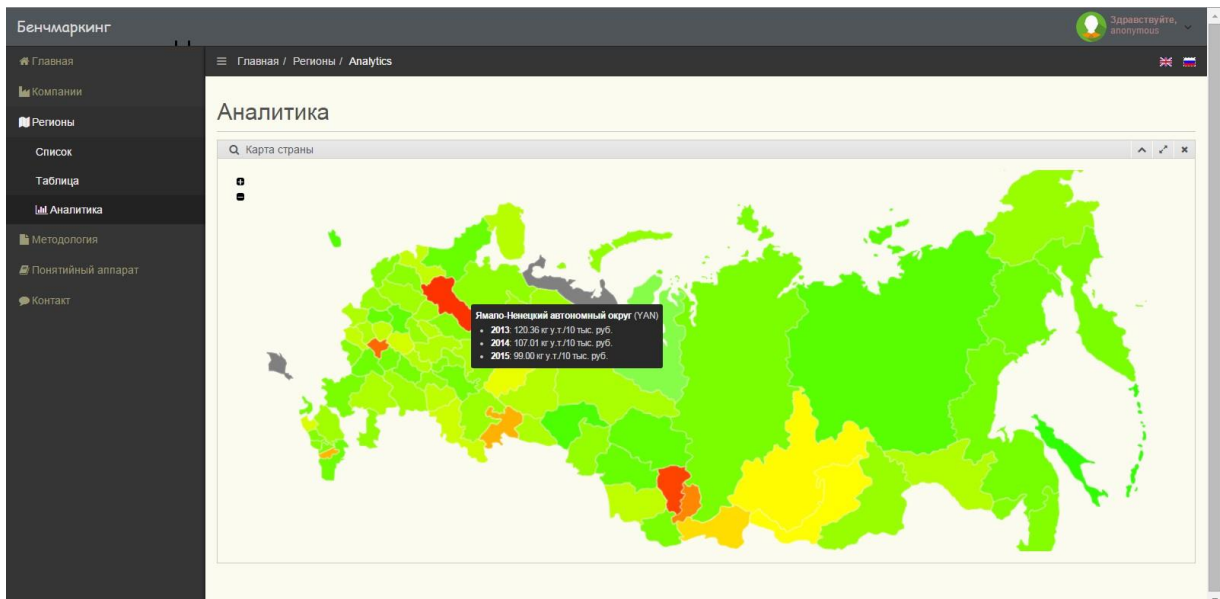 Бенчмаркинг
Здравствуйте,
anonymous
Главная
Компании
Регионы
Список
Таблица
Аналитика
Методология
Понятийный аппарат
Контакт
Главная / Регионы / Analytics
Аналитика
Карта страны
Ямало-Ненецкий автономный округ (YAN)
• 2013: 120.36 кг у.т./10 тыс. руб.
• 2014: 107.01 кг у.т./10 тыс. руб.
• 2015: 99.00 кг у.т./10 тыс. руб.